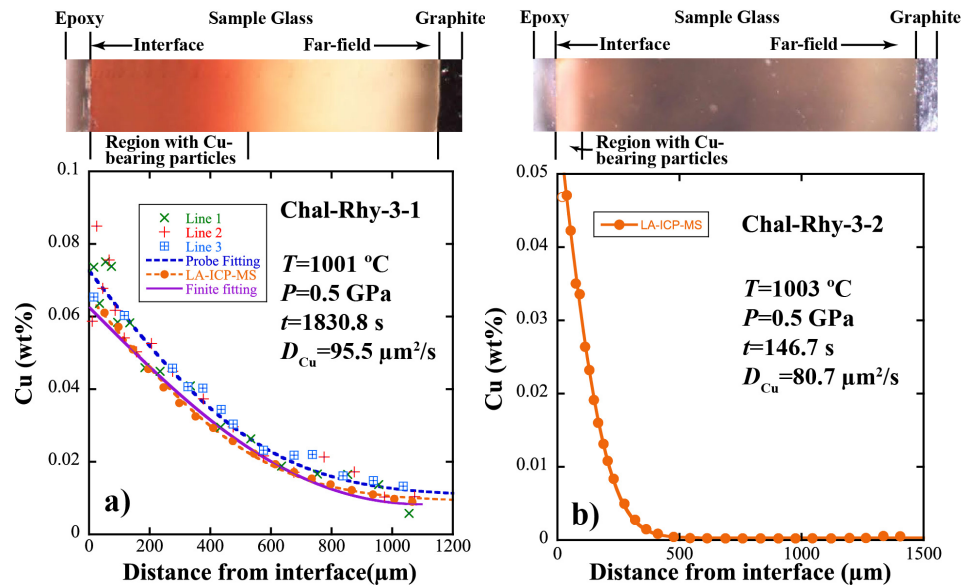 Epoxy Sample Glass Graphite
Interface Far-field
Region with Cu-
bearing particles
0.1
0.08
0.06
0.04
0.02
0
Cu (wt%)
Line 1
Line 2
Line 3
Probe Fitting
LA-ICP-MS
Finite fitting
Chal-Rhy-3-1
T=1001 ºC
P=0.5 GPa
t=1830.8 s
D_Cu=95.5 µm²/s
a)
0 200 400 600 800 1000 1200
Distance from interface(µm)
Epoxy Sample Glass Graphite
Interface Far-field
Region with Cu-
bearing particles
0.05
0.04
0.03
0.02
0.01
0
Cu (wt%)
LA-ICP-MS
Chal-Rhy-3-2
T=1003 ºC
P=0.5 GPa
t=146.7 s
D_Cu=80.7 µm²/s
b)
0 500 1000 1500
Distance from interface (µm)